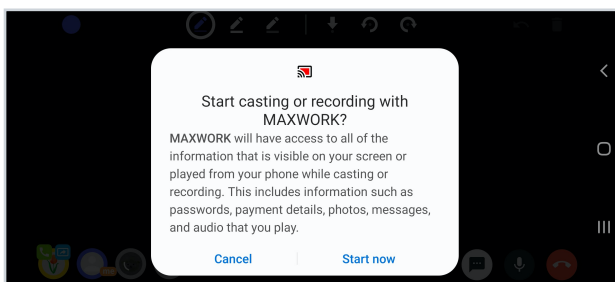 Start casting or recording with
MAXWORK?
MAXWORK will have access to all of the
information that is visible on your screen or
played from your phone while casting or
recording. This includes information such as
passwords, payment details, photos, messages,
and audio that you play.
Cancel
Start now